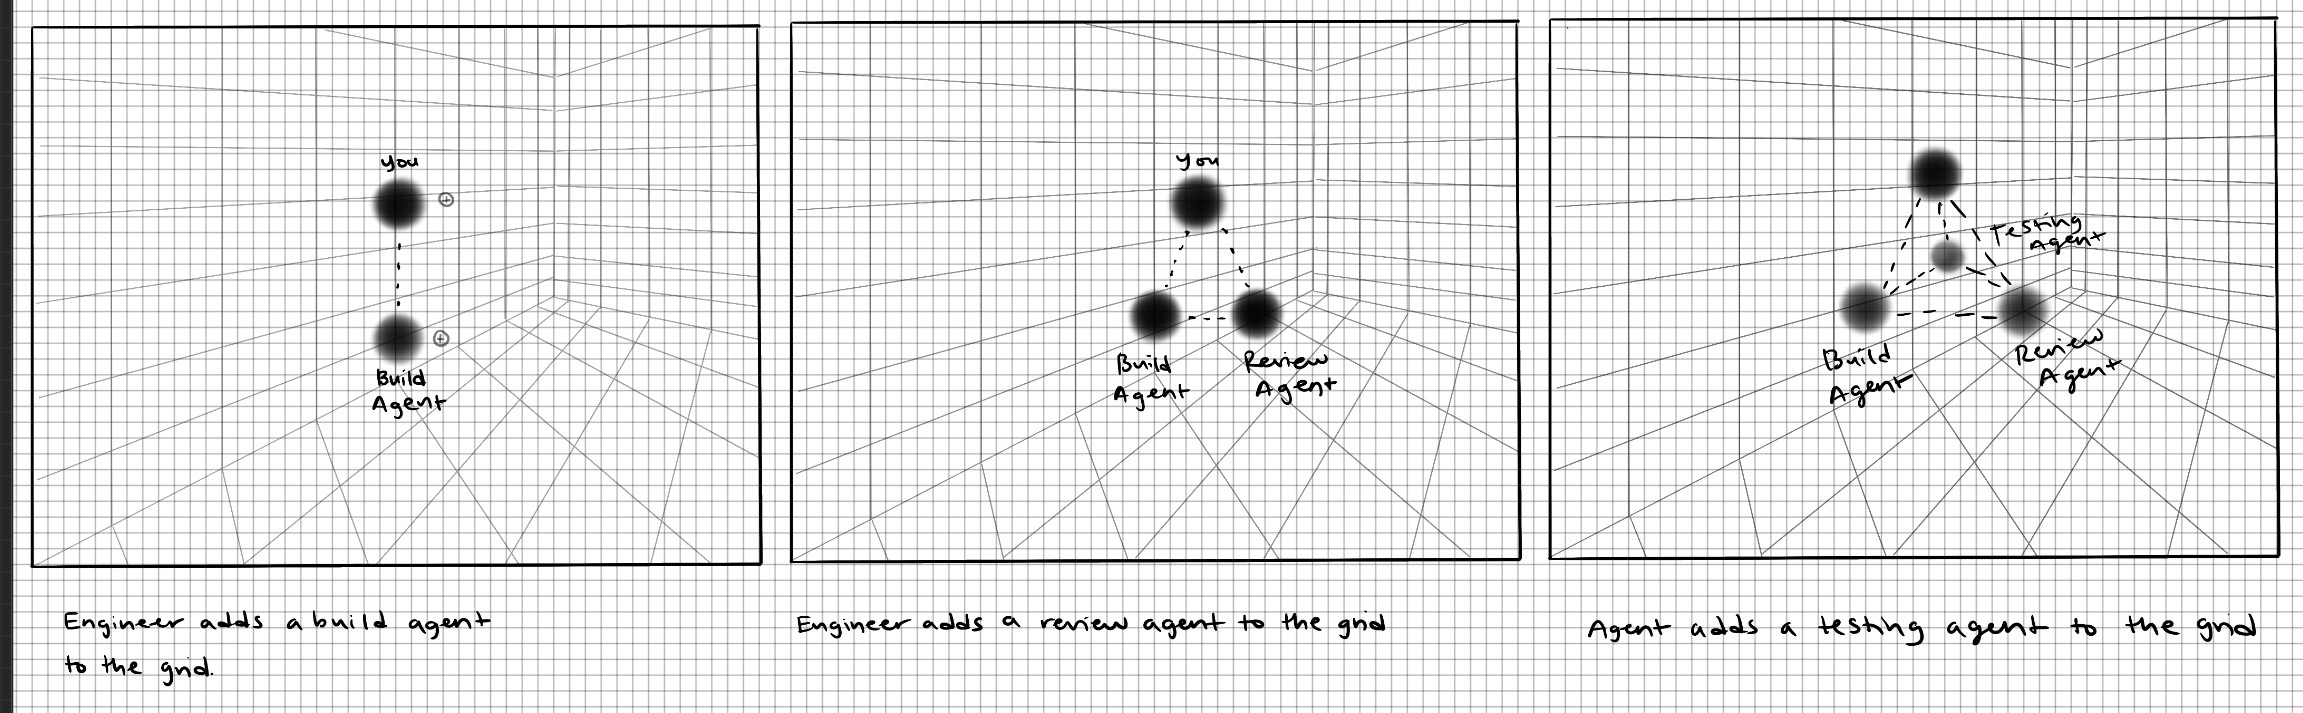 you
Build
Agent
Engineer adds a build agent
to the grid.
you
Build
Agent
Review
Agent
Engineer adds a review agent to the grid
Testing
Agent
Build
Agent
Review
Agent
Agent adds a testing agent to the grid